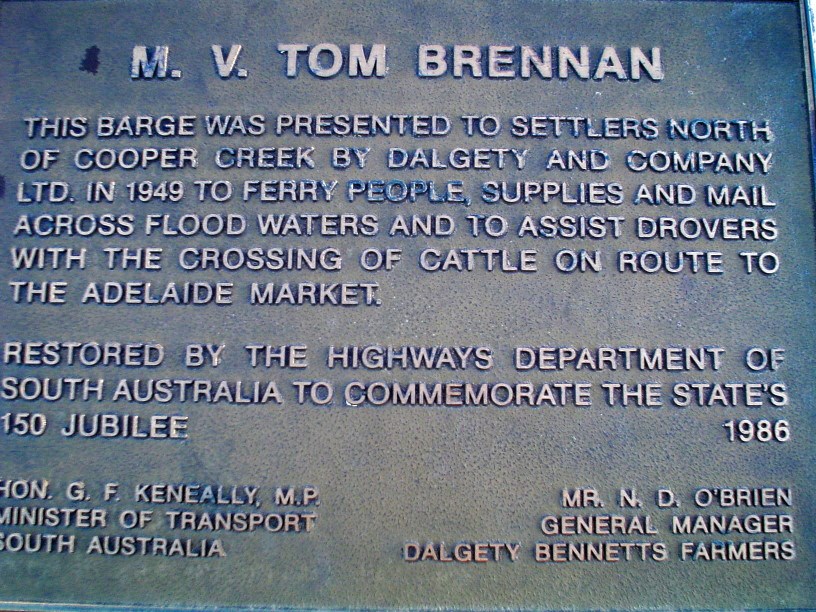 M. V. TOM BRENNAN
THIS BARGE WAS PRESENTED TO SETTLERS NORTH
OF COOPER CREEK BY DALGETY AND COMPANY
LTD. IN 1949 TO FERRY PEOPLE, SUPPLIES AND MAIL
ACROSS FLOOD WATERS AND TO ASSIST DROVERS
WITH THE CROSSING OF CATTLE ON ROUTE TO
THE ADELAIDE MARKET.
RESTORED BY THE HIGHWAYS DEPARTMENT OF
SOUTH AUSTRALIA TO COMMEMORATE THE STATE'S
150 JUBILEE 1986
HON. G. F. KENEALLY, M.P.
MINISTER OF TRANSPORT
SOUTH AUSTRALIA
MR. N. D. O'BRIEN
GENERAL MANAGER
DALGETY BENNETTS FARMERS